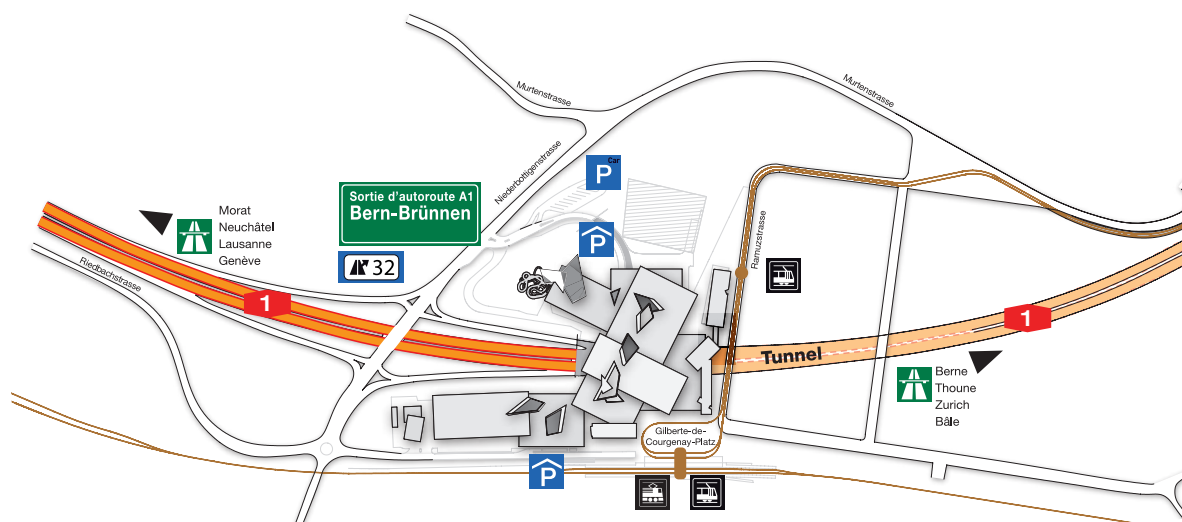 Murtenstrasse
Murtenstrasse
Niederbottigenstrasse
Car
P
Sortie d'autoroute A1
Bern-Brünnen
32
Morat
Neuchâtel
Lausanne
Genève
P
Riedbachstrasse
Ramuzstrasse
1
1
Tunnel
Berne
Thoune
Zurich
Bâle
Gilberte-de-
Courgenay-Platz
P